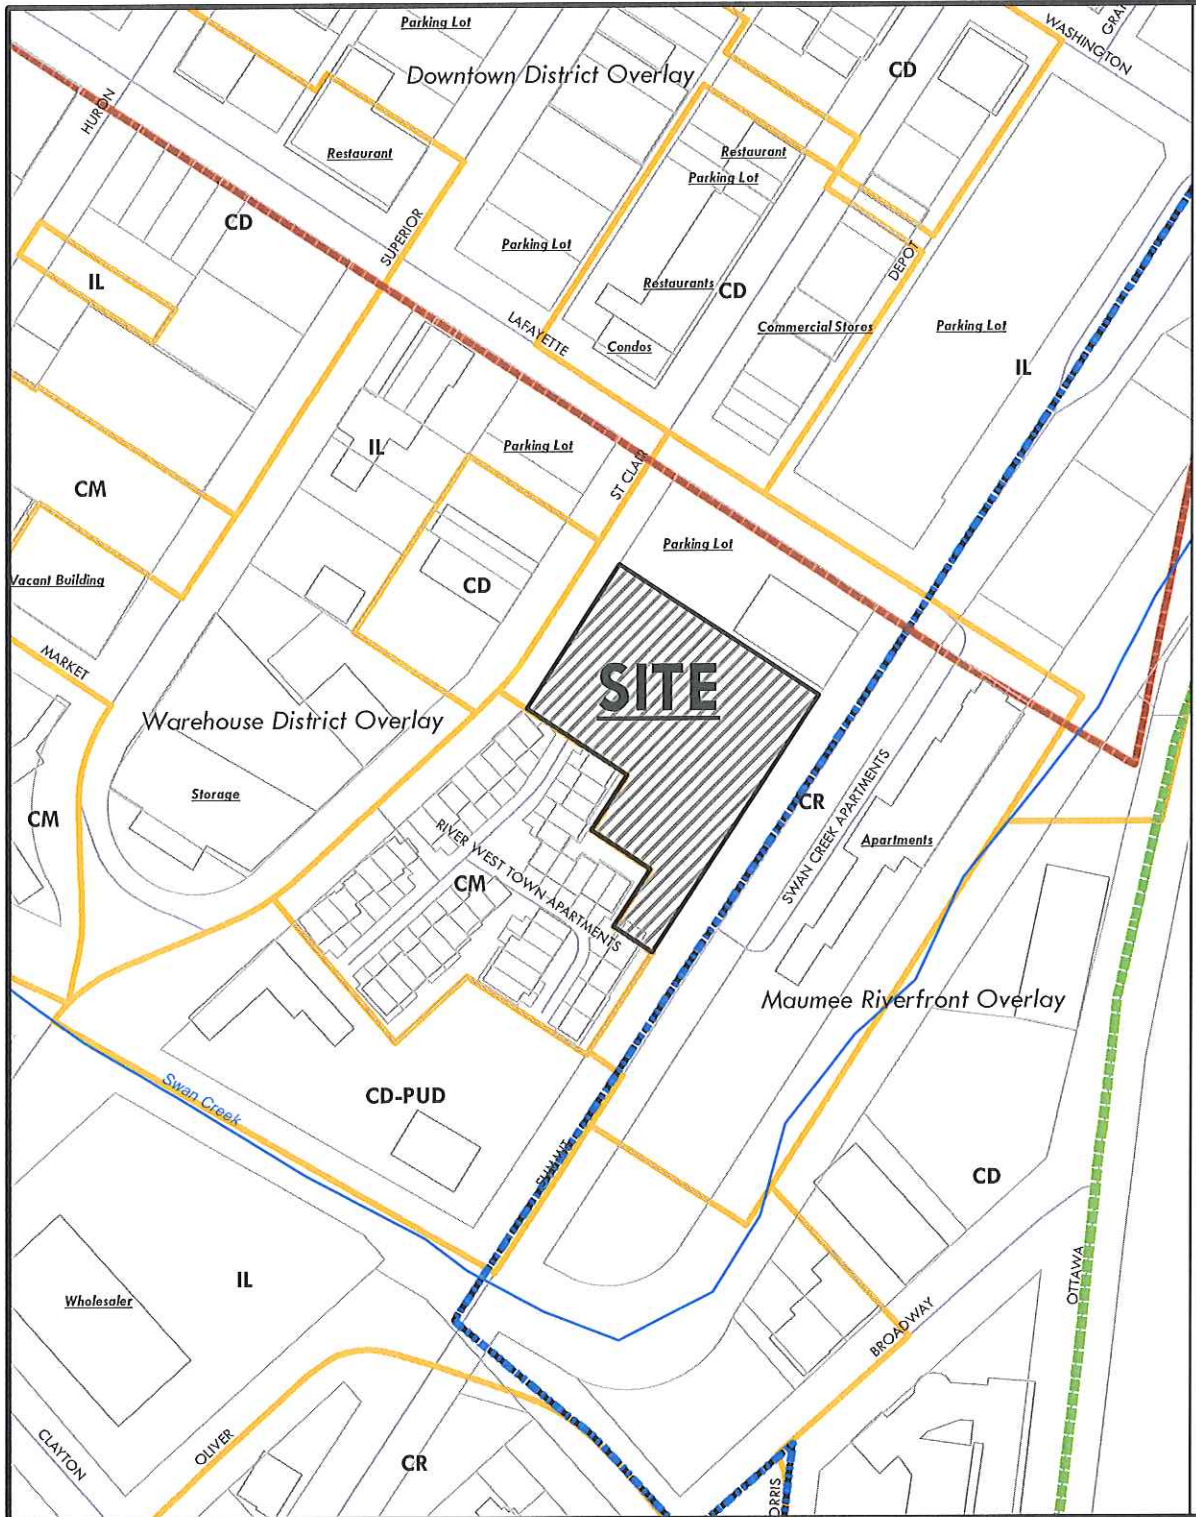 Parking Lot
WASHINGTON
Downtown District Overlay
CD
HURON
Restaurant
Restaurant
Parking Lot
CD
SUPERIOR
Parking Lot
DEPOT
IL
Restaurants
CD
LAFAYETTE
Commercial Stores
Parking Lot
Condos
IL
IL
Parking Lot
CM
ST CLAIR
Parking Lot
Vacant Building
CD
MARKET
SITE
Warehouse District Overlay
Storage
CR
SWAN CREEK APARTMENTS
CM
Apartments
RIVER WEST TOWN APARTMENTS
CM
Maumee Riverfront Overlay
Swan Creek
CD-PUD
SUMMIT
CD
IL
OTTAWA
Wholesaler
BROADWAY
OLIVER
CLAYTON
CR